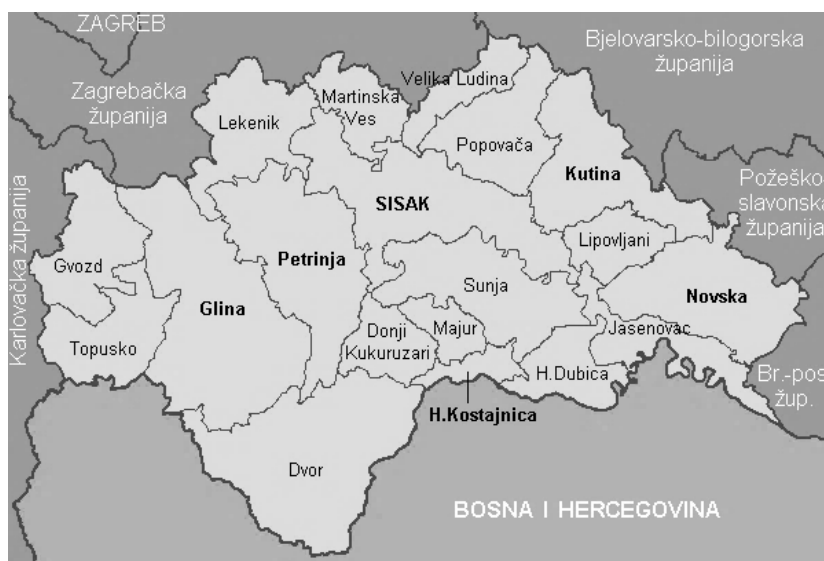 ZAGREB
Bjelovarsko-bilogorska
županija
Zagrebačka
županija
Velika Ludina
Martinska
Ves
Lekenik
Popovača
Kutina
Požeško-
slavonska
županija
SISAK
Karlovačka županija
Gvozd
Petrinja
Lipovljani
Glina
Sunja
Novska
Topusko
Donji
Kukuruzari
Majur
Jasenovac
H.Dubica
Br.-pos
žup.
H.Kostajnica
Dvor
BOSNA I HERCEGOVINA